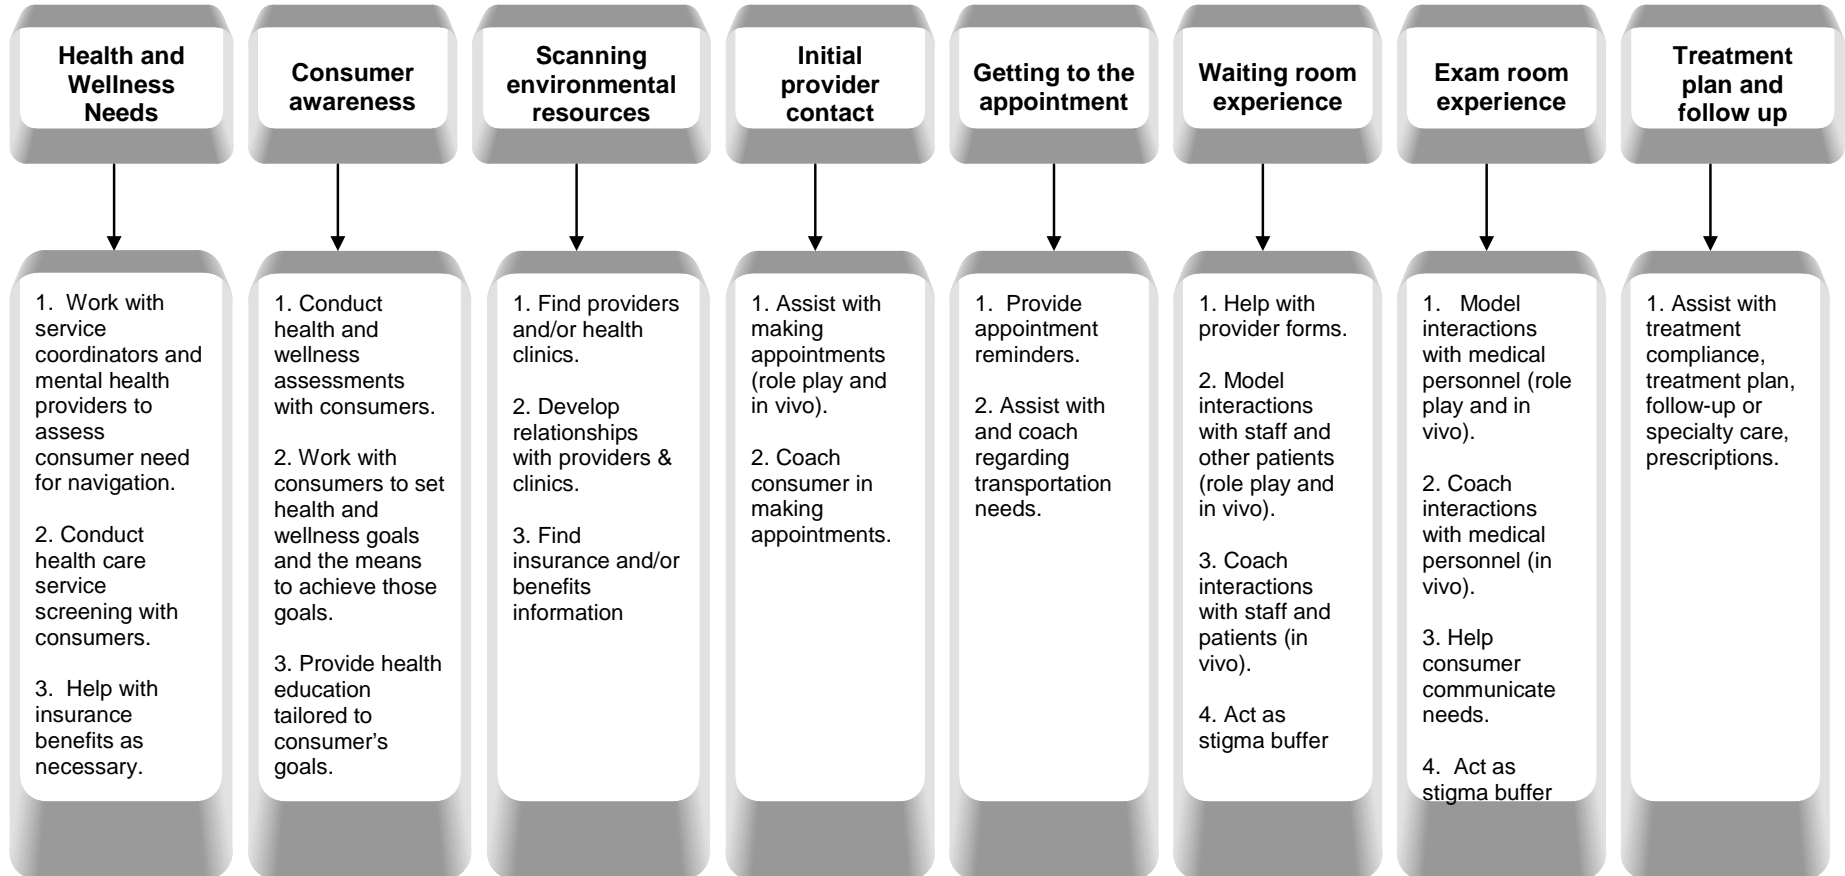 Health and
Wellness
Needs
Consumer
awareness
Scanning
environmental
resources
Initial
provider
contact
Getting to the
appointment
Waiting room
experience
Exam room
experience
Treatment
plan and
follow up
1. Work with
service
coordinators and
mental health
providers to
assess
consumer need
for navigation.
2. Conduct
health care
service
screening with
consumers.
3. Help with
insurance
benefits as
necessary.
1. Conduct
health and
wellness
assessments
with consumers.
2. Work with
consumers to set
health and
wellness goals
and the means
to achieve those
goals.
3. Provide health
education
tailored to
consumer’s
goals.
1. Find providers
and/or health
clinics.
2. Develop
relationships
with providers &
clinics.
3. Find
insurance and/or
benefits
information
1. Assist with
making
appointments
(role play and
in vivo).
2. Coach
consumer in
making
appointments.
1. Provide
appointment
reminders.
2. Assist with
and coach
regarding
transportation
needs.
1. Help with
provider forms.
2. Model
interactions
with staff and
other patients
(role play and
in vivo).
3. Coach
interactions
with staff and
patients (in
vivo).
4. Act as
stigma buffer
1. Model
interactions
with medical
personnel (role
play and in
vivo).
2. Coach
interactions
with medical
personnel (in
vivo).
3. Help
consumer
communicate
needs.
4. Act as
stigma buffer
1. Assist with
treatment
compliance,
treatment plan,
follow-up or
specialty care,
prescriptions.